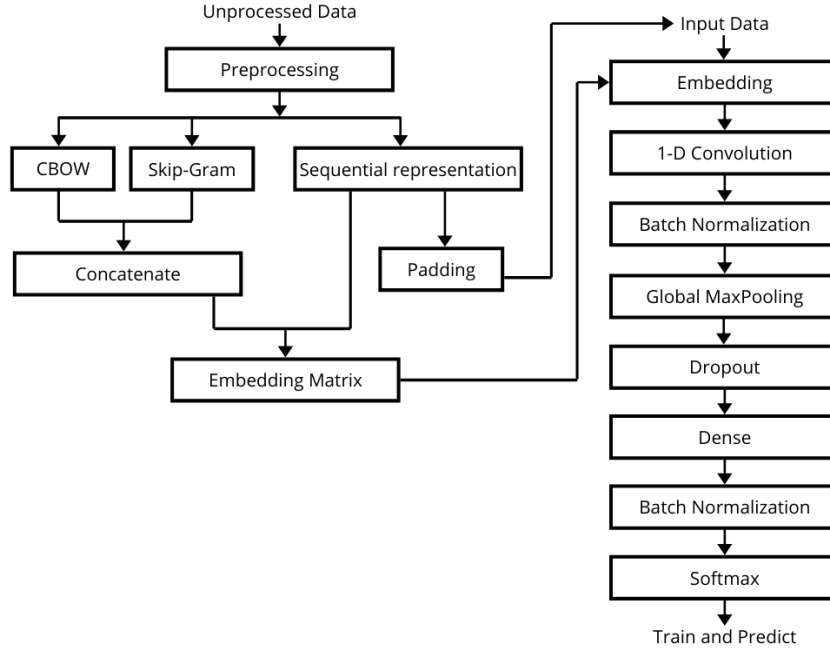 Unprocessed Data
Preprocessing
CBOW
Skip-Gram
Sequential representation
Concatenate
Padding
Embedding Matrix
Input Data
Embedding
1-D Convolution
Batch Normalization
Global MaxPooling
Dropout
Dense
Batch Normalization
Softmax
Train and Predict